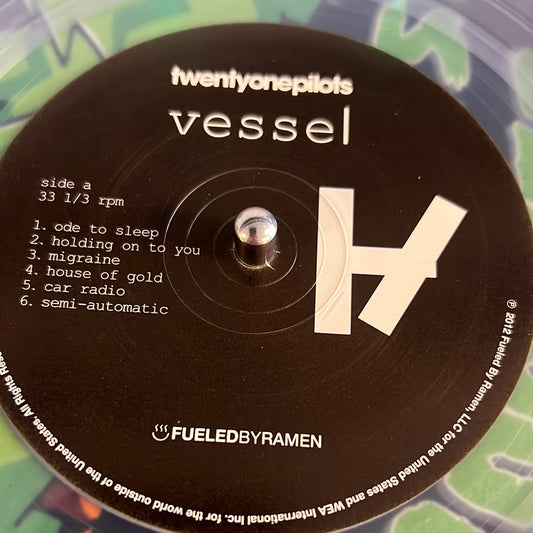 twentyonepilots
vessel
side a
33 1/3 rpm
1. ode to sleep
2. holding on to you
3. migraine
4. house of gold
5. car radio
6. semi-automatic
FUELEDBYRAMEN
℗ 2012 Fueled By Ramen, LLC for the United States and WEA International Inc. for the world outside of the United States. All Rights